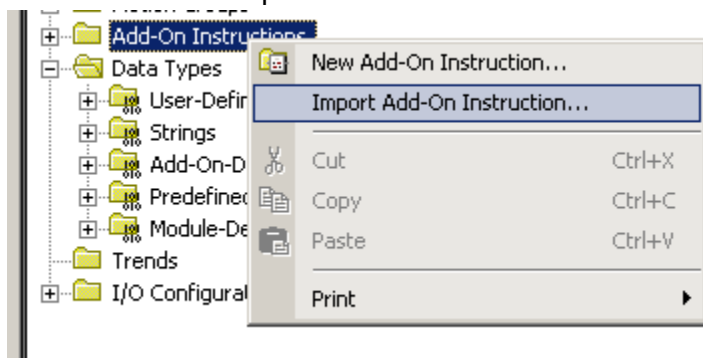 Add-On Instructions
New Add-On Instruction...
Data Types
User-Defin
Import Add-On Instruction...
Strings
Cut Ctrl+X
Add-On-D
Copy Ctrl+C
Predefined
Module-De
Paste Ctrl+V
Trends
I/O Configurat
Print